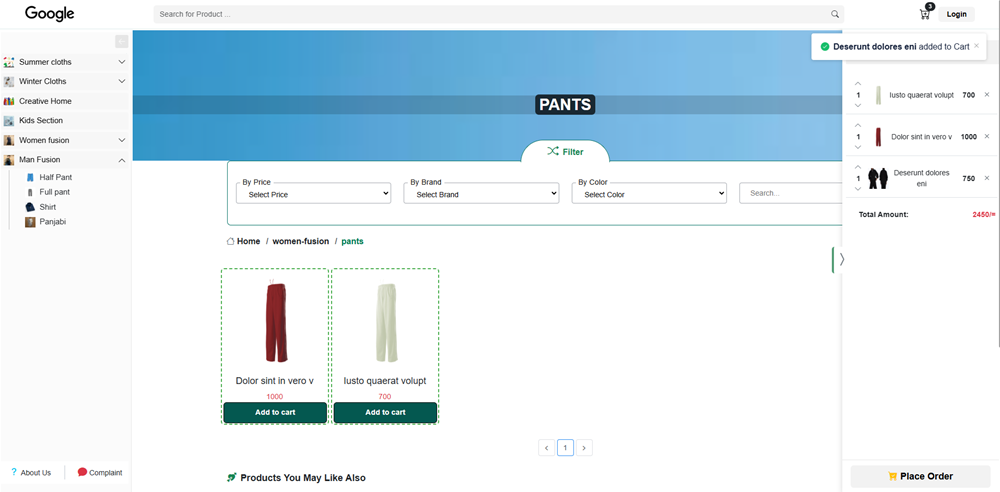 Google
Search for Product ...
3
Login
Deserunt dolores eni added to Cart
Summer cloths
Winter Cloths
Creative Home
Kids Section
Women fusion
Man Fusion
Half Pant
Full pant
Shirt
Panjabi
About Us
Complaint
PANTS
Filter
By Price
Select Price
By Brand
Select Brand
By Color
Select Color
Search...
Home / women-fusion / pants
Dolor sint in vero v
1000
Add to cart
Iusto quaerat volupt
700
Add to cart
1
Products You May Like Also
1 Iusto quaerat volupt 700
1 Dolor sint in vero v 1000
1 Deserunt dolores
eni 750
Total Amount: 2450/=
Place Order